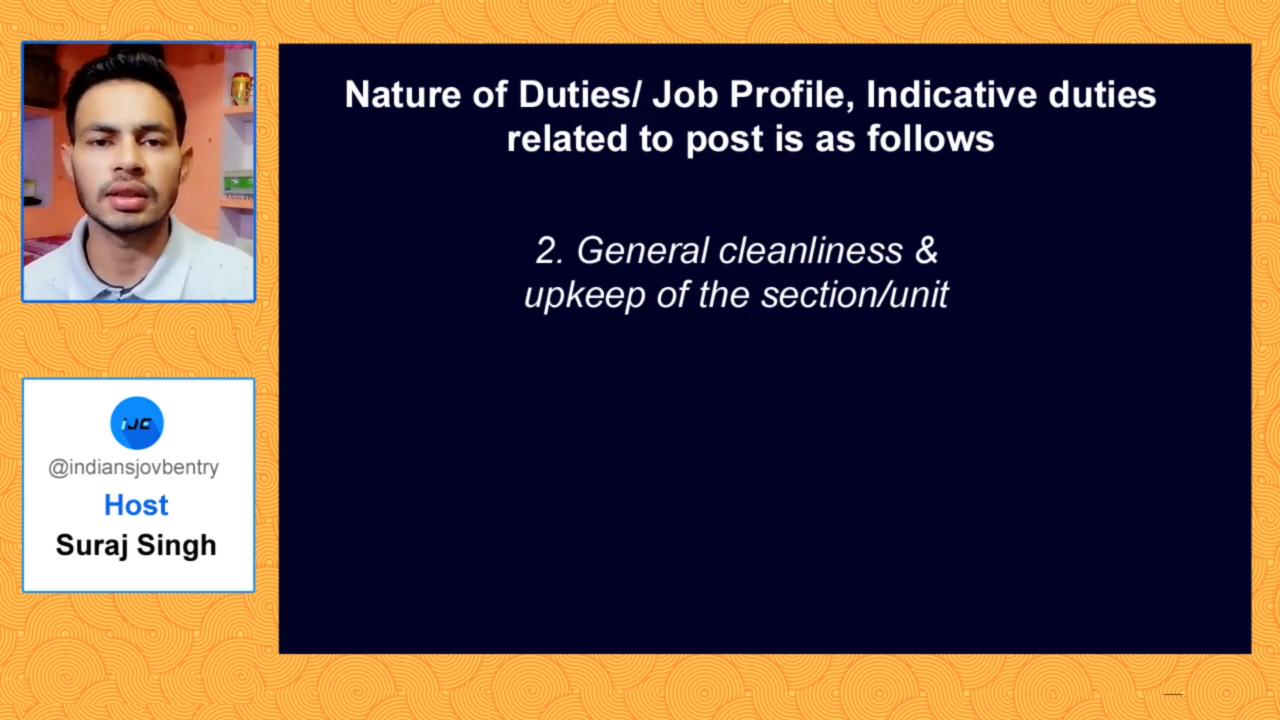 Nature of Duties/ Job Profile, Indicative duties
related to post is as follows
2. General cleanliness &
upkeep of the section/unit
iJC
@indiansjovbentry
Host
Suraj Singh